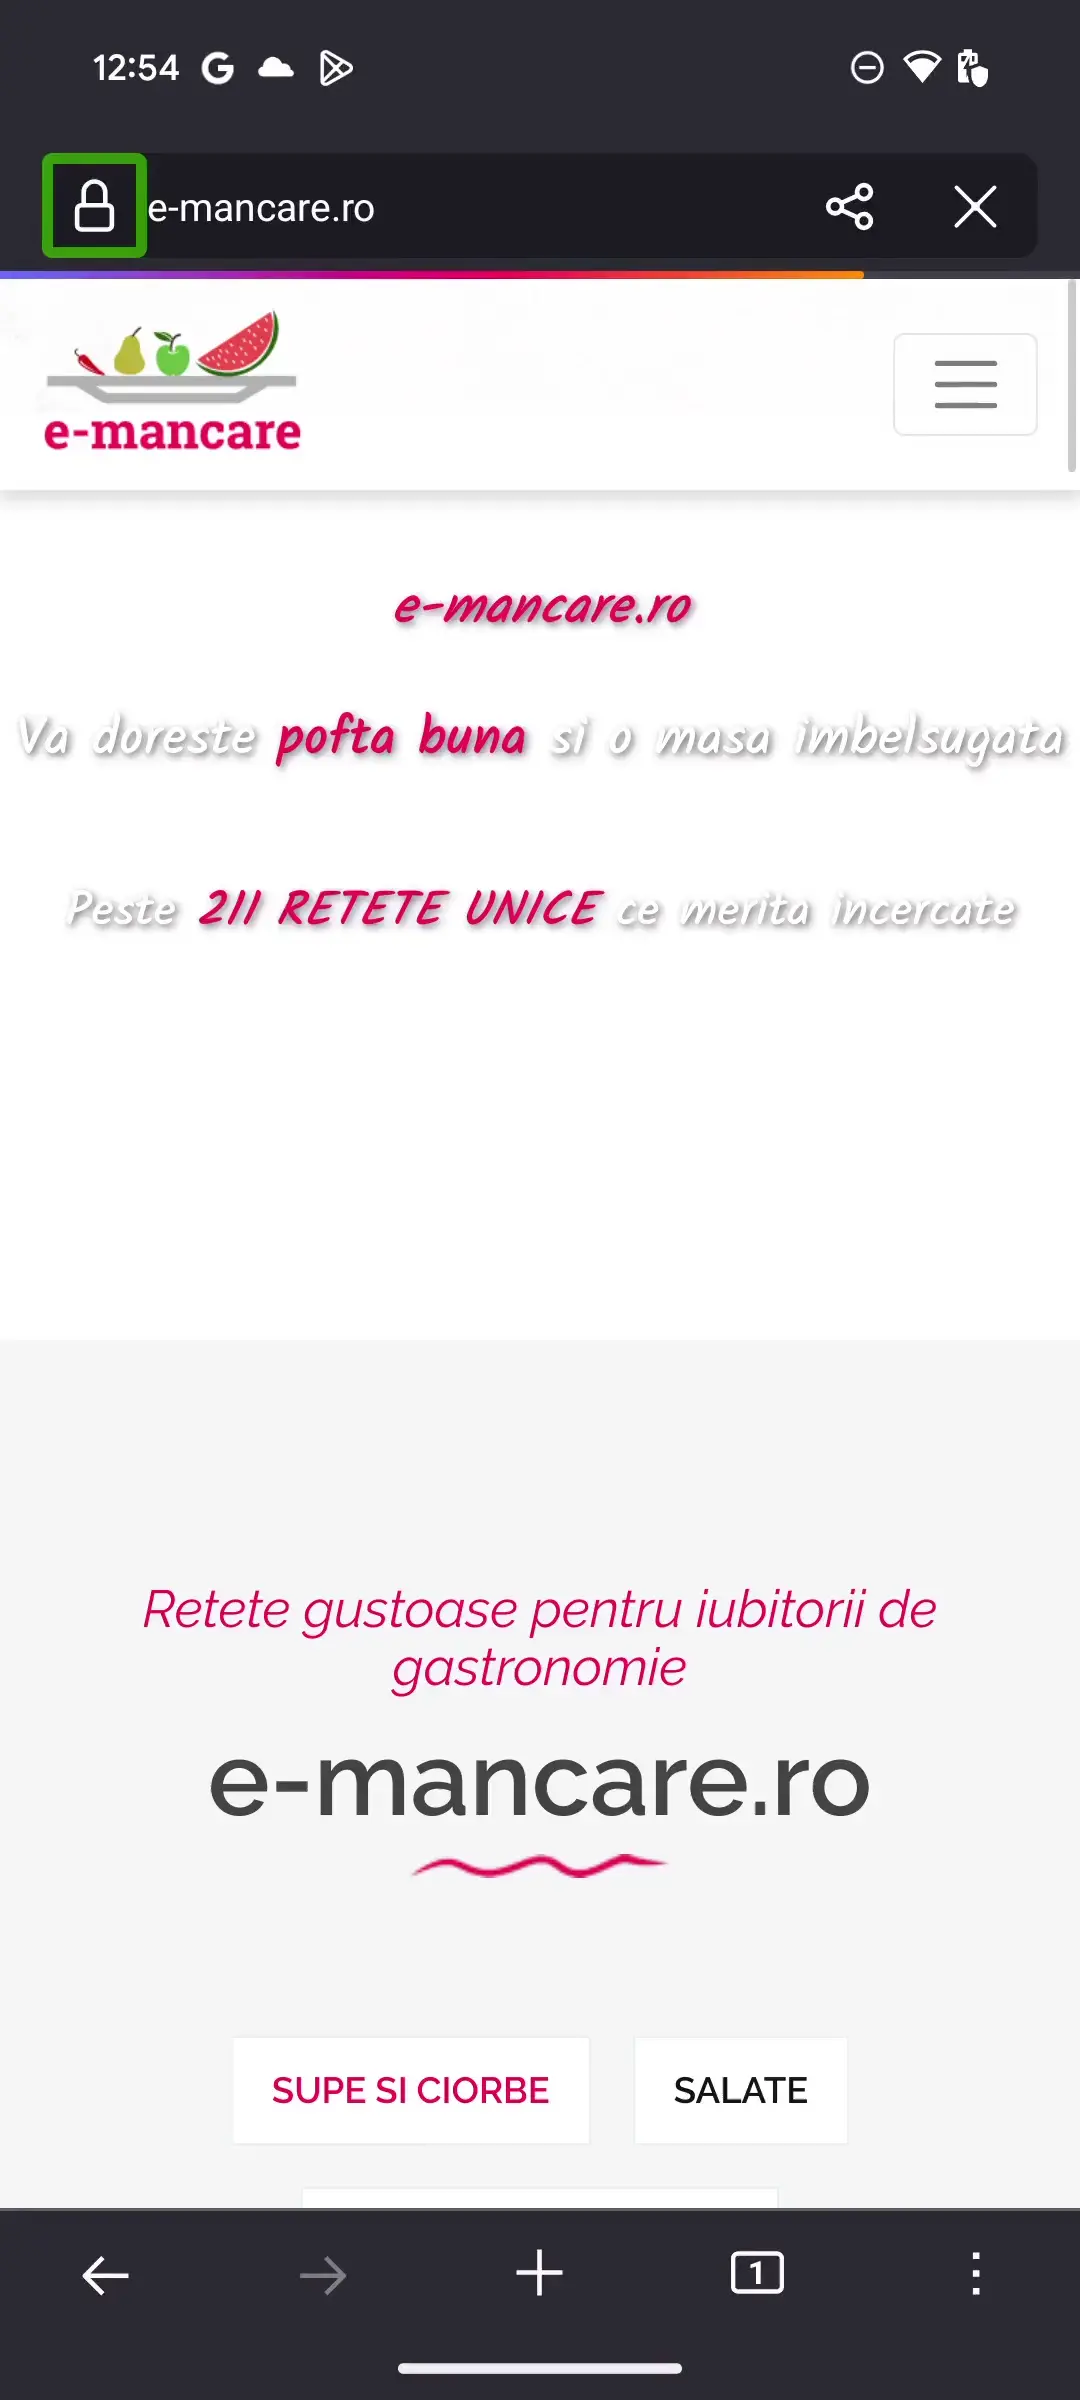 12:54
e-mancare.ro
e-mancare
e-mancare.ro
Va doreste pofta buna si o masa imbelsugata
Peste 211 RETETE UNICE ce merita incercate
Retete gustoase pentru iubitorii de
gastronomie
e-mancare.ro
SUPE SI CIORBE
SALATE
1